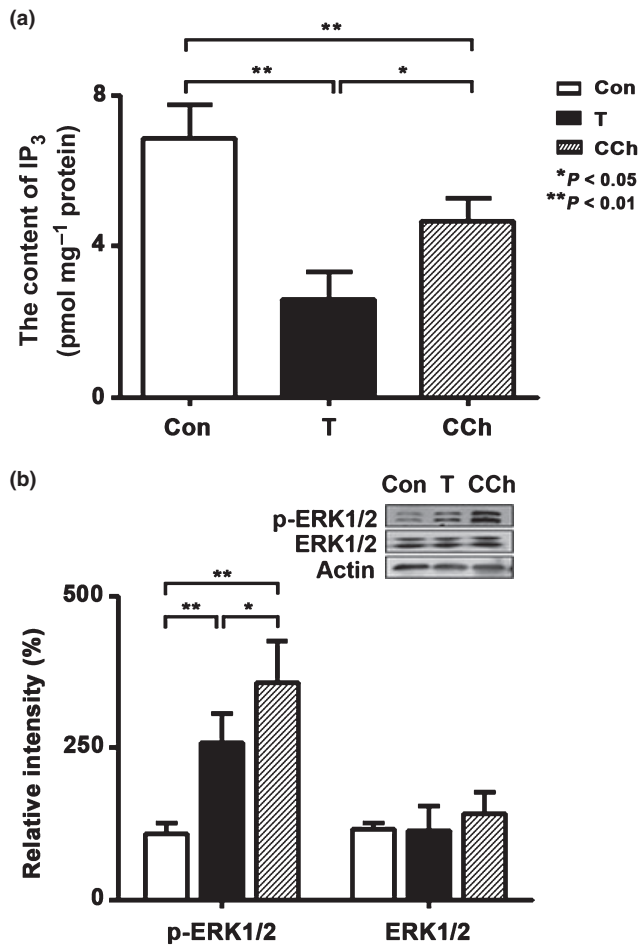 (a)
**
**
*
8
4
0
The content of IP3
(pmol mg–1 protein)
Con
T
CCh
*P < 0.05
**P < 0.01
Con
T
CCh
(b)
Con T CCh
p-ERK1/2
ERK1/2
Actin
**
**
*
500
250
0
Relative intensity (%)
p-ERK1/2
ERK1/2